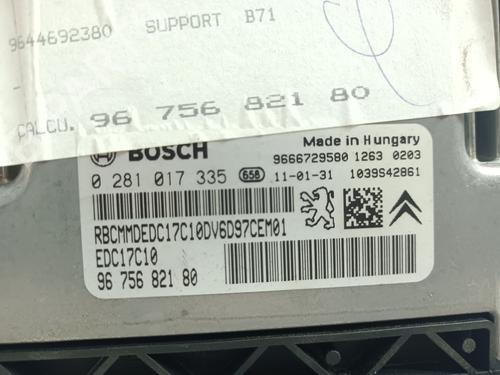 9644692380 SUPPORT B71
-
CALCU. 96 756 821 80
BOSCH
Made in Hungary
9666729580 1263 0203
0 281 017 335 658 11-01-31 1039S42861
RBCMMDEDC17C10DV6D97CEM01
EDC17C10
96 756 821 80